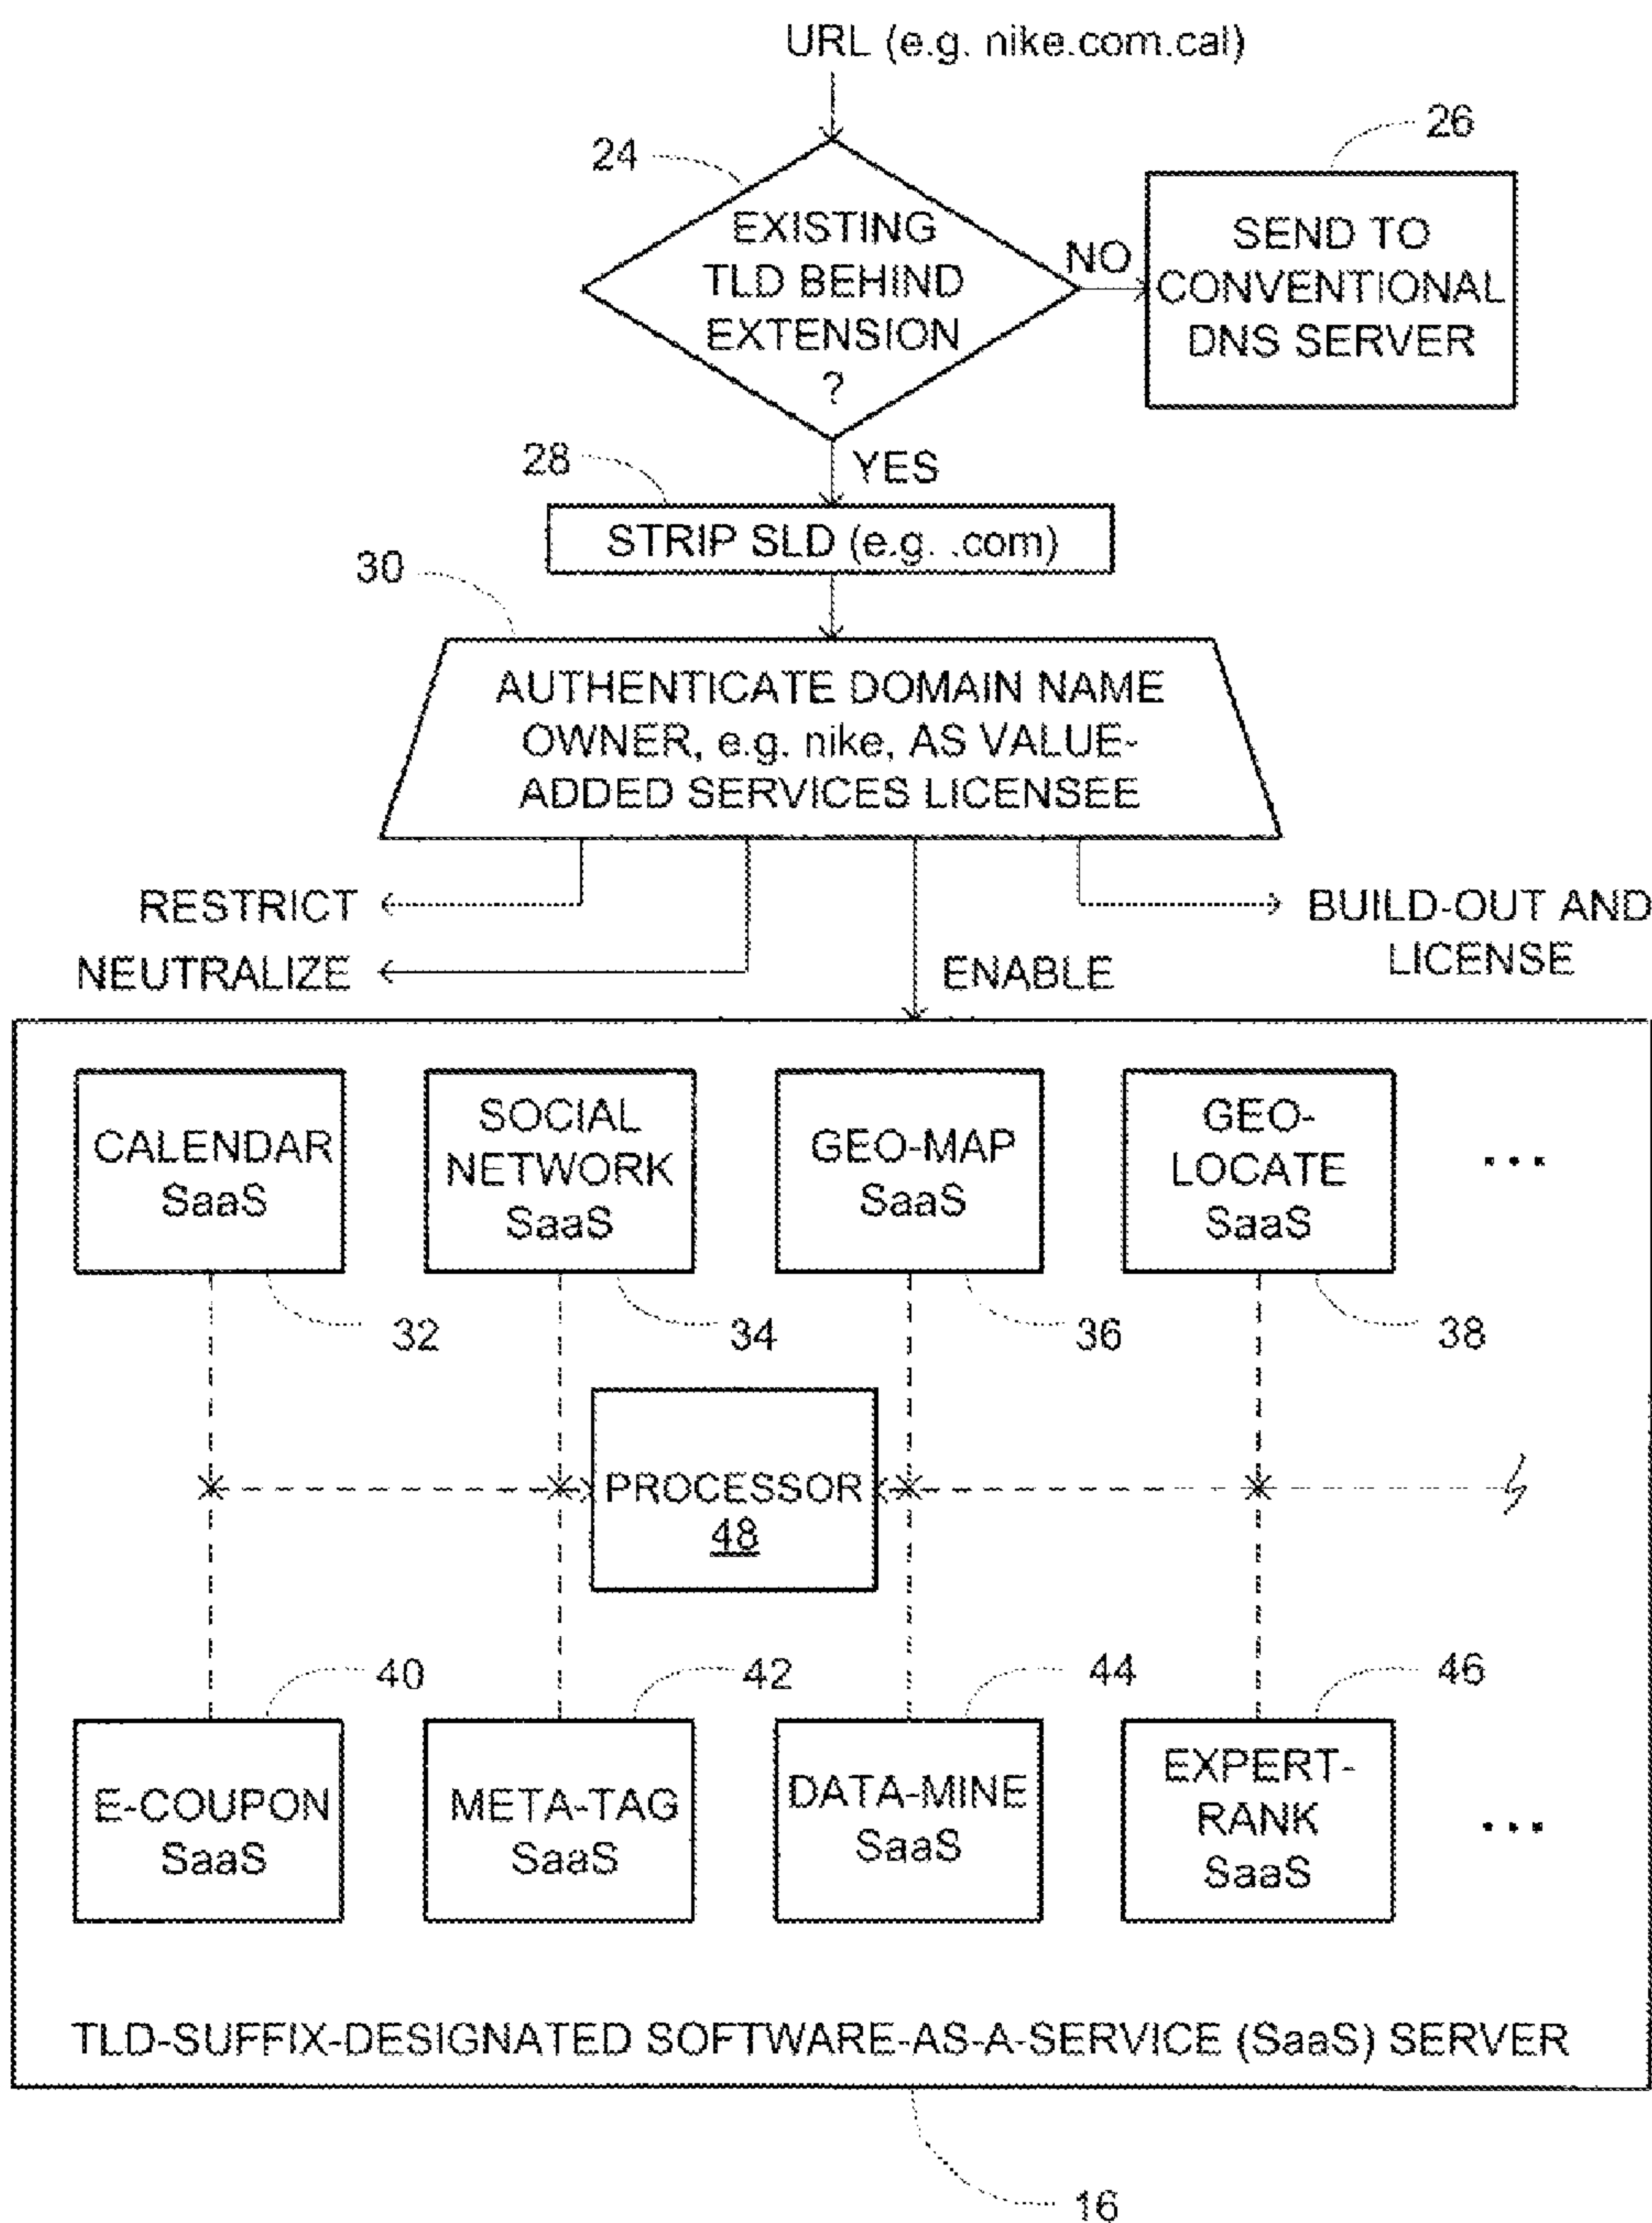 URL (e.g. nike.com.cal)
24
26
EXISTING
TLD BEHIND
EXTENSION
?
NO
SEND TO
CONVENTIONAL
DNS SERVER
28
YES
STRIP SLD (e.g. .com)
30
AUTHENTICATE DOMAIN NAME
OWNER, e.g. nike, AS VALUE-
ADDED SERVICES LICENSEE
RESTRICT
NEUTRALIZE
ENABLE
BUILD-OUT AND
LICENSE
CALENDAR
SaaS
SOCIAL
NETWORK
SaaS
GEO-MAP
SaaS
GEO-
LOCATE
SaaS
...
32
34
36
38
PROCESSOR
48
40
42
44
46
E-COUPON
SaaS
META-TAG
SaaS
DATA-MINE
SaaS
EXPERT-
RANK
SaaS
...
TLD-SUFFIX-DESIGNATED SOFTWARE-AS-A-SERVICE (SaaS) SERVER
16